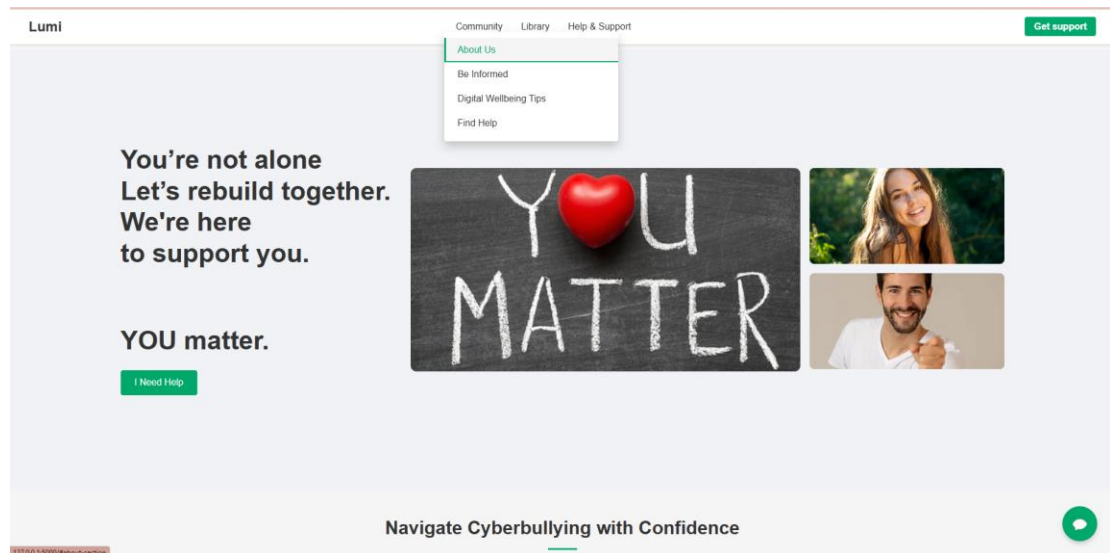 Lumi
Community Library Help & Support
Get support
About Us
Be Informed
Digital Wellbeing Tips
Find Help
You're not alone
Let's rebuild together.
We're here
to support you.
YOU matter.
I Need Help
YOU
MATTER
Navigate Cyberbullying with Confidence